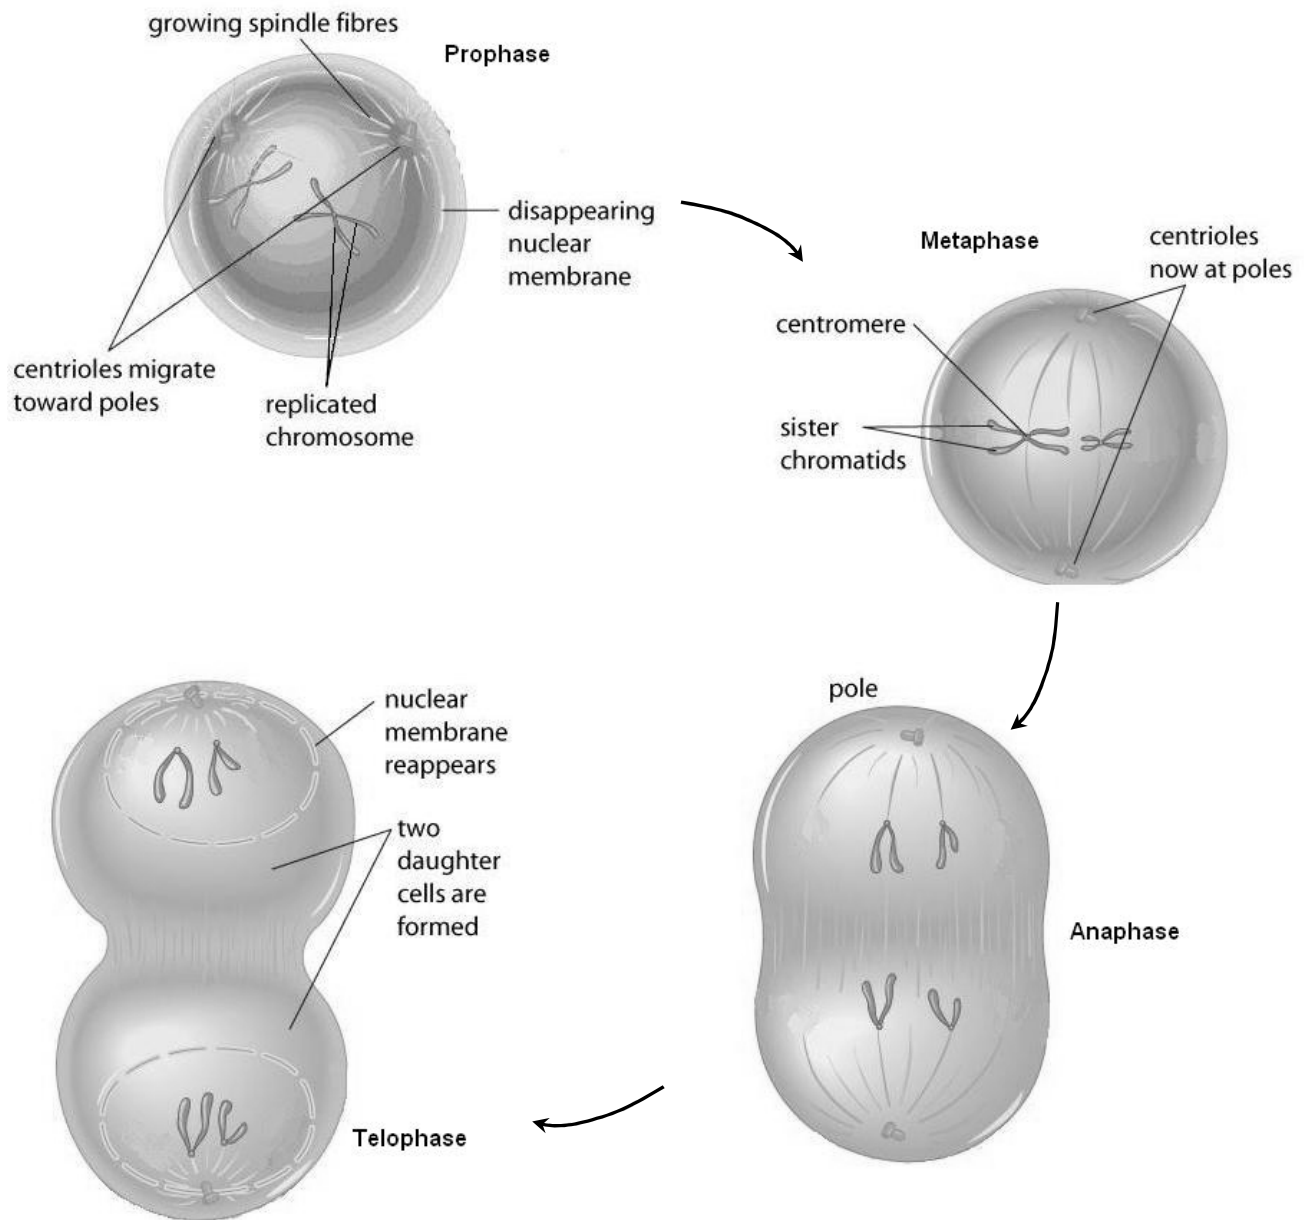 growing spindle fibres
Prophase
disappearing
nuclear
membrane
centrioles migrate
toward poles
replicated
chromosome
Metaphase
centrioles
now at poles
centromere
sister
chromatids
pole
Anaphase
nuclear
membrane
reappears
two
daughter
cells are
formed
Telophase